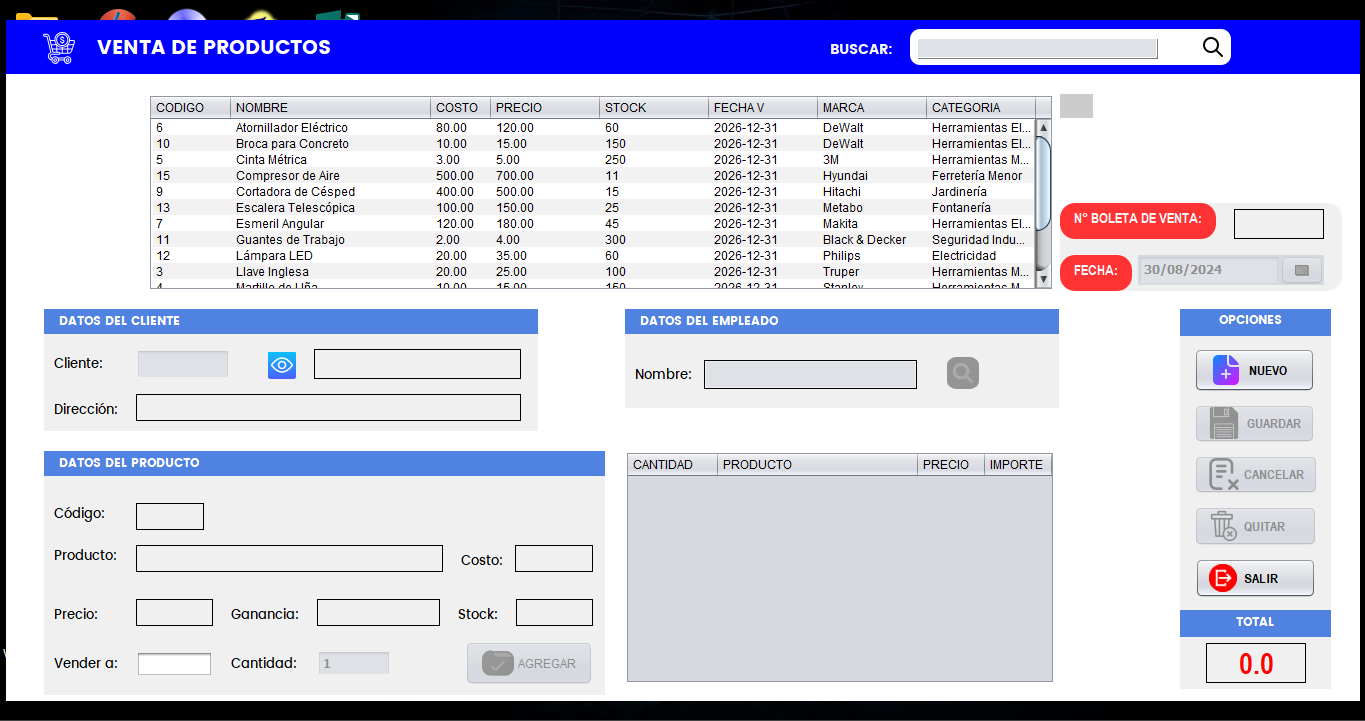 VENTA DE PRODUCTOS BUSCAR:
CODIGO NOMBRE COSTO PRECIO STOCK FECHA V MARCA CATEGORIA
6 Atornillador Eléctrico 80.00 120.00 60 2026-12-31 DeWalt Herramientas El...
10 Broca para Concreto 10.00 15.00 150 2026-12-31 DeWalt Herramientas El...
5 Cinta Métrica 3.00 5.00 250 2026-12-31 3M Herramientas M...
15 Compresor de Aire 500.00 700.00 11 2026-12-31 Hyundai Ferretería Menor
9 Cortadora de Césped 400.00 500.00 15 2026-12-31 Hitachi Jardinería
13 Escalera Telescópica 100.00 150.00 25 2026-12-31 Metabo Fontanería
7 Esmeril Angular 120.00 180.00 45 2026-12-31 Makita Herramientas El...
11 Guantes de Trabajo 2.00 4.00 300 2026-12-31 Black & Decker Seguridad Indu...
12 Lámpara LED 20.00 35.00 60 2026-12-31 Philips Electricidad
3 Llave Inglesa 20.00 25.00 100 2026-12-31 Truper Herramientas M...
4 Martillo de Uña 10.00 15.00 150 2026-12-31 Stanley Herramientas M...
N° BOLETA DE VENTA:
FECHA: 30/08/2024
DATOS DEL CLIENTE
Cliente:
Dirección:
DATOS DEL EMPLEADO
Nombre:
OPCIONES
NUEVO
GUARDAR
CANCELAR
QUITAR
SALIR
DATOS DEL PRODUCTO
Código:
Producto: Costo:
Precio: Ganancia: Stock:
Vender a: Cantidad: 1 AGREGAR
CANTIDAD PRODUCTO PRECIO IMPORTE
TOTAL
0.0